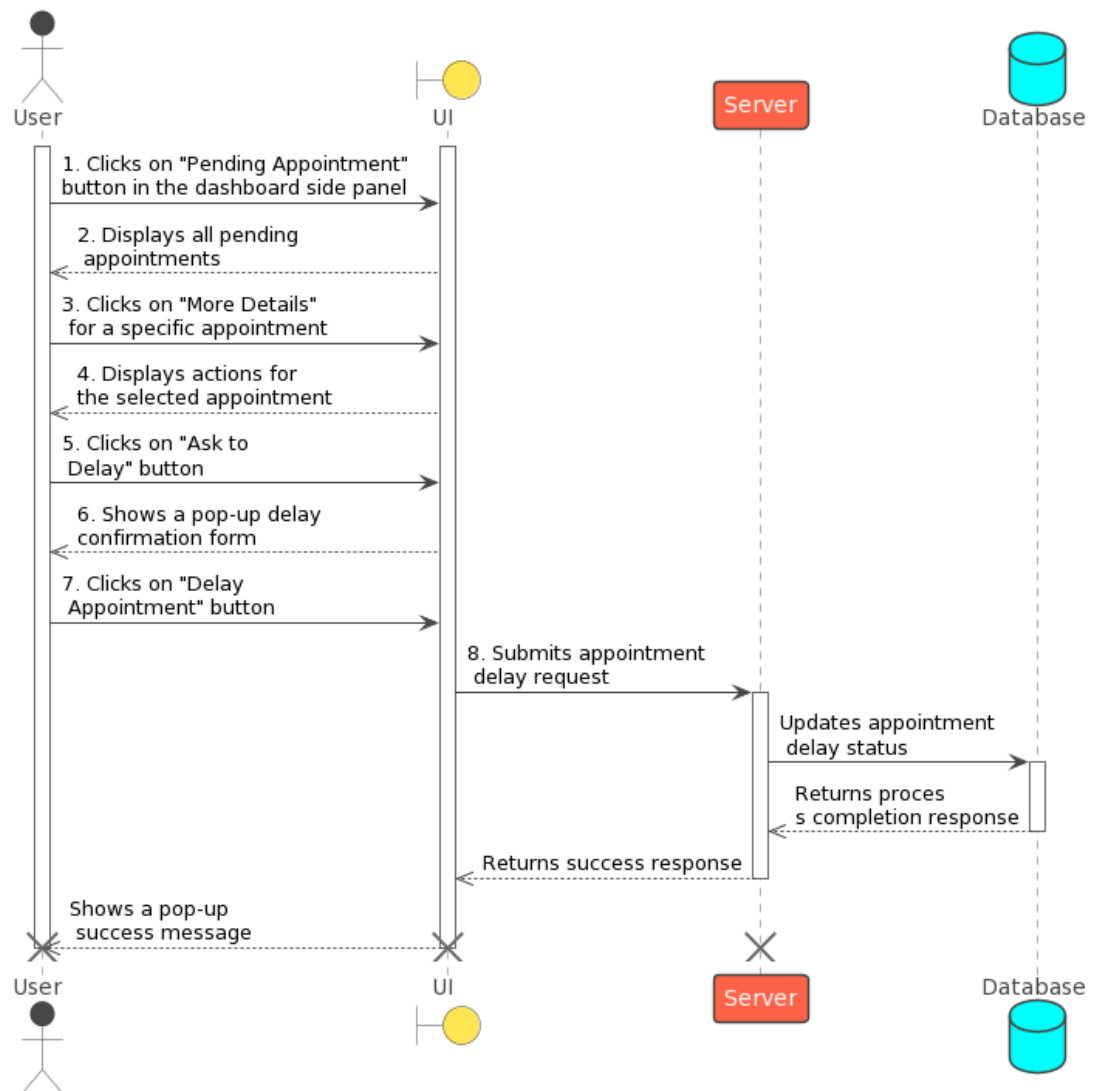 User
UI
Server
Database
1. Clicks on "Pending Appointment"
button in the dashboard side panel
2. Displays all pending
appointments
3. Clicks on "More Details"
for a specific appointment
4. Displays actions for
the selected appointment
5. Clicks on "Ask to
Delay" button
6. Shows a pop-up delay
confirmation form
7. Clicks on "Delay
Appointment" button
8. Submits appointment
delay request
Updates appointment
delay status
Returns proces
s completion response
Returns success response
Shows a pop-up
success message
User
UI
Server
Database